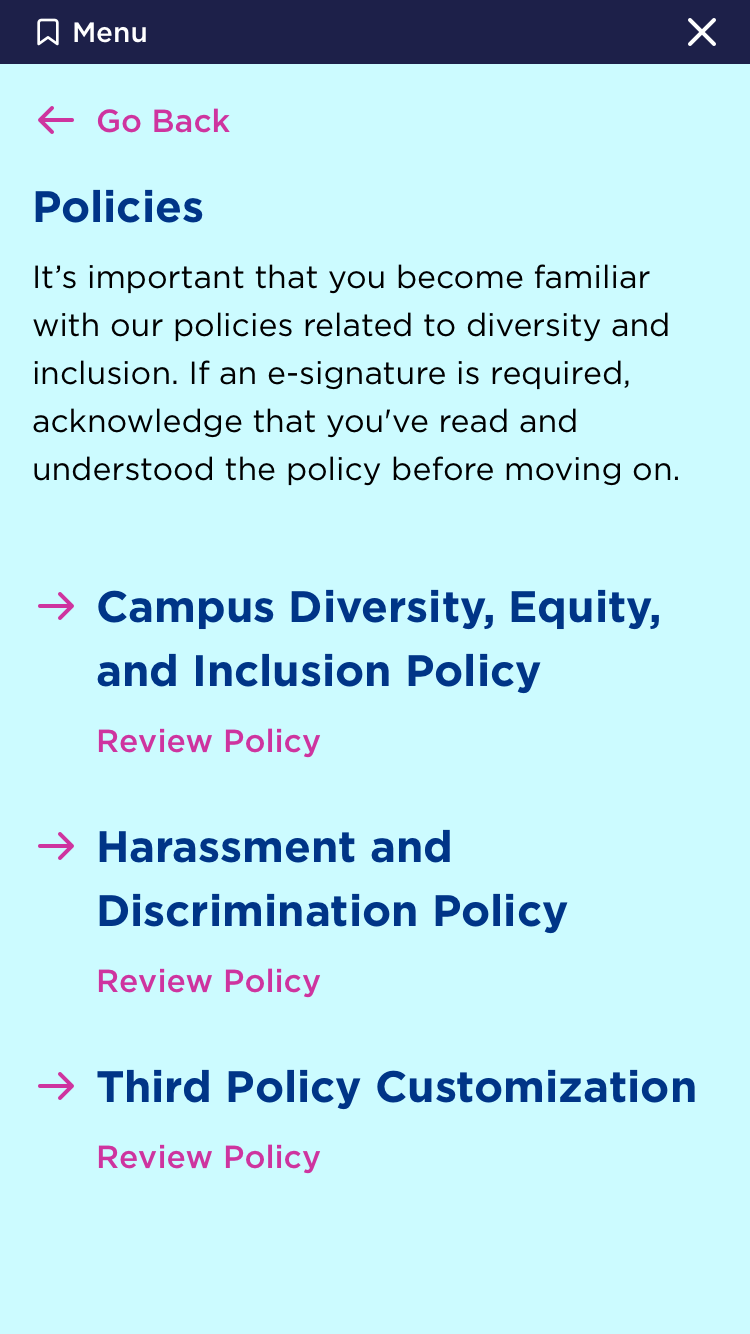 Menu
Go Back
Policies
It’s important that you become familiar
with our policies related to diversity and
inclusion. If an e-signature is required,
acknowledge that you've read and
understood the policy before moving on.
Campus Diversity, Equity,
and Inclusion Policy
Review Policy
Harassment and
Discrimination Policy
Review Policy
Third Policy Customization
Review Policy